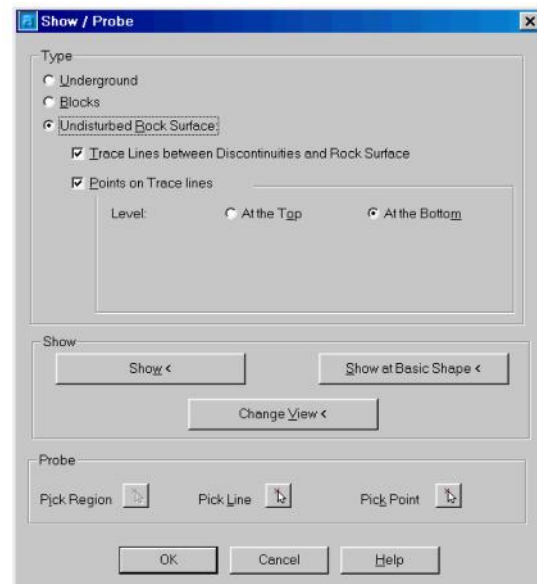 Show / Probe
Type
Underground
Blocks
Undisturbed Rock Surface:
Trace Lines between Discontinuities and Rock Surface
Points on Trace lines
Level: At the Top At the Bottom
Show
Show < Show at Basic Shape <
Change View <
Probe
Pick Region Pick Line Pick Point
OK Cancel Help